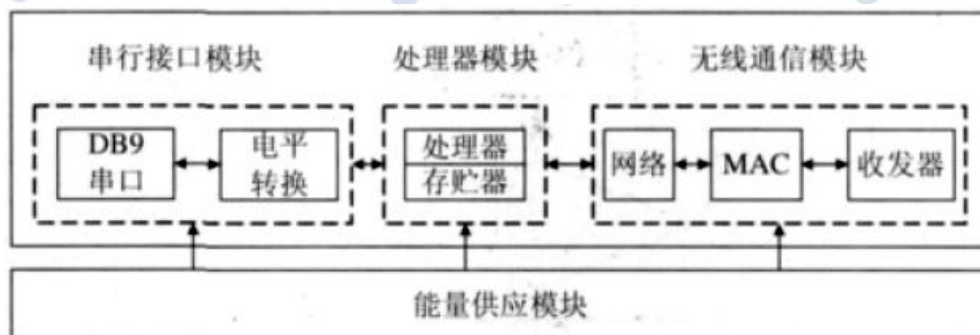 串行接口模块 处理器模块 无线通信模块
DB9
串口
电平
转换
处理器
存贮器
网络
MAC
收发器
能量供应模块